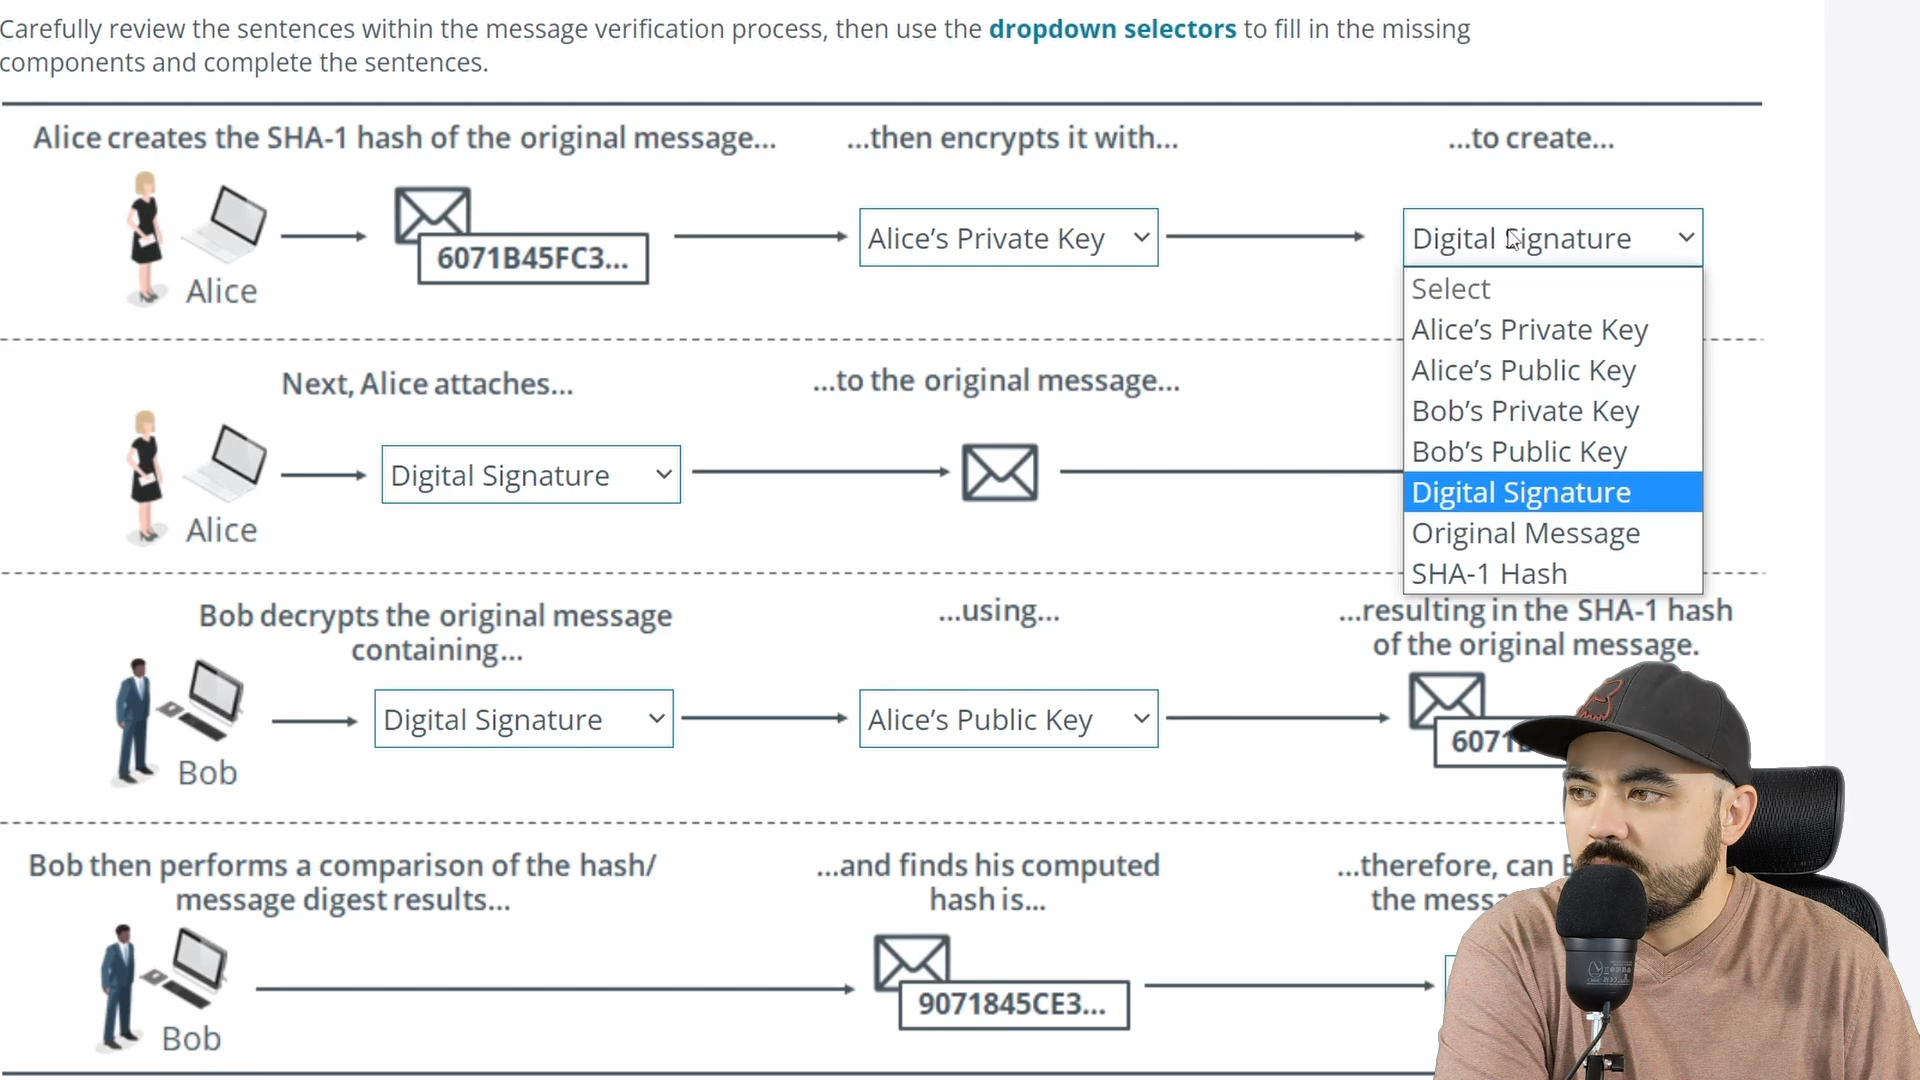 Carefully review the sentences within the message verification process, then use the dropdown selectors to fill in the missing
components and complete the sentences.
Alice creates the SHA-1 hash of the original message...
...then encrypts it with...
...to create...
6071B45FC3...
Alice
Alice's Private Key
Digital Signature
Select
Alice's Private Key
Alice's Public Key
Bob's Private Key
Bob's Public Key
Digital Signature
Original Message
SHA-1 Hash
Next, Alice attaches...
...to the original message...
Alice
Digital Signature
Bob decrypts the original message
containing...
...using...
...resulting in the SHA-1 hash
of the original message.
Bob
Digital Signature
Alice's Public Key
Bob then performs a comparison of the hash/
message digest results...
...and finds his computed
hash is...
...therefore, can
the
Bob
9071845CE3...